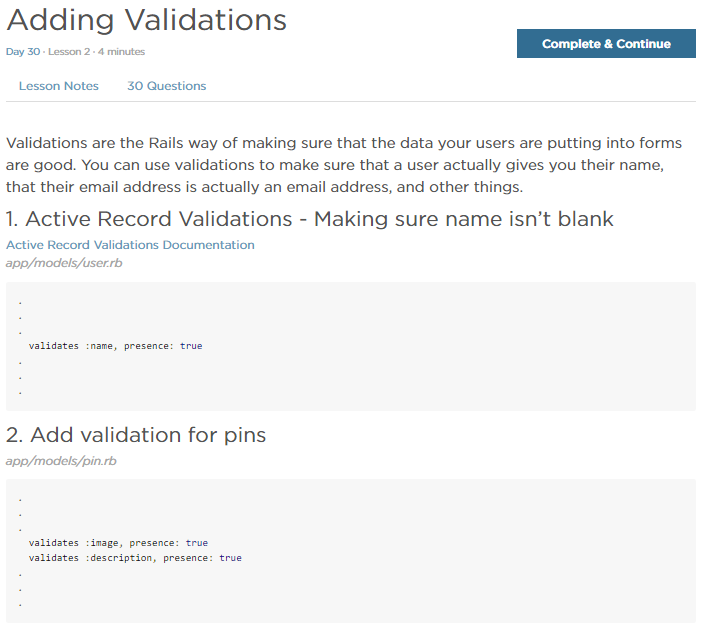 Adding Validations
Day 30 · Lesson 2 · 4 minutes
Complete & Continue
Lesson Notes
30 Questions
Validations are the Rails way of making sure that the data your users are putting into forms
are good. You can use validations to make sure that a user actually gives you their name,
that their email address is actually an email address, and other things.
1. Active Record Validations - Making sure name isn’t blank
Active Record Validations Documentation
app/models/user.rb
.
.
.
validates :name, presence: true
.
.
.
2. Add validation for pins
app/models/pin.rb
.
.
.
validates :image, presence: true
validates :description, presence: true
.
.
.